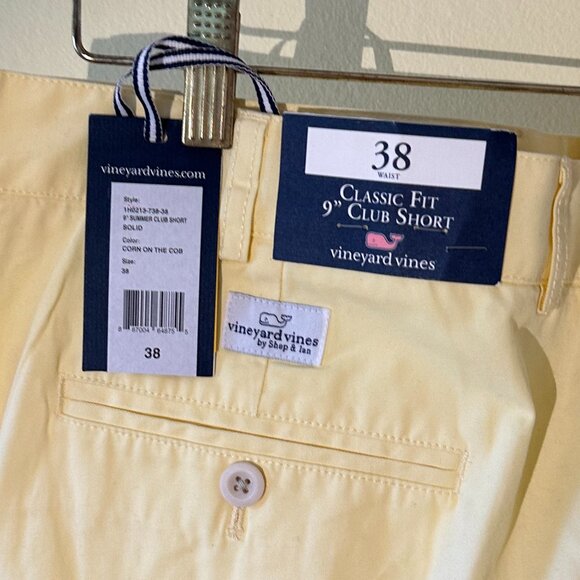 vineyardvines.com
Style:
1H0213-738-38
9" SUMMER CLUB SHORT
SOLID
Color:
CORN ON THE COB
Size:
38
38
38
WAIST
CLASSIC FIT
9" CLUB SHORT
vineyard vines
vineyard vines
by Shep & Ian